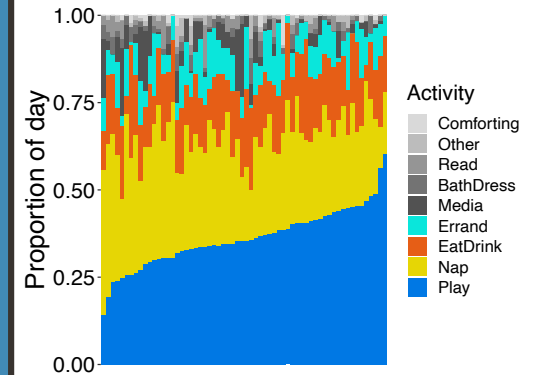 1.00
0.75
0.50
0.25
0.00
Proportion of day
Activity
Comforting
Other
Read
BathDress
Media
Errand
EatDrink
Nap
Play